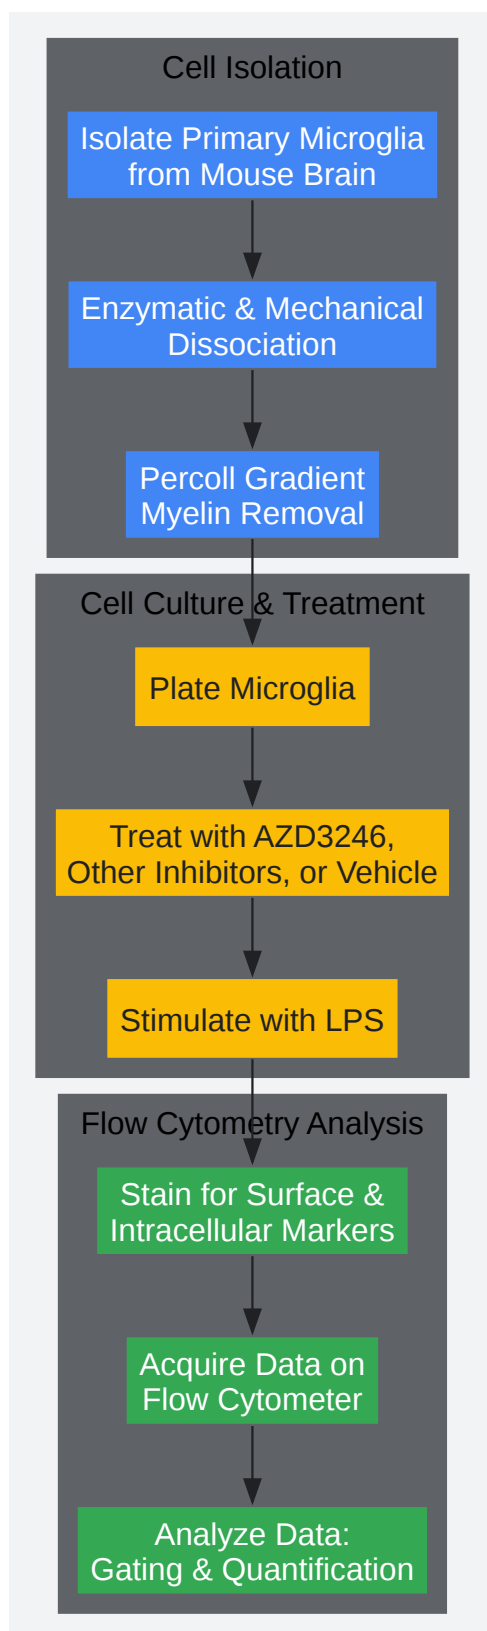 Cell Isolation
Isolate Primary Microglia
from Mouse Brain
Enzymatic & Mechanical
Dissociation
Percoll Gradient
Myelin Removal
Cell Culture & Treatment
Plate Microglia
Treat with AZD3246,
Other Inhibitors, or Vehicle
Stimulate with LPS
Flow Cytometry Analysis
Stain for Surface &
Intracellular Markers
Acquire Data on
Flow Cytometer
Analyze Data:
Gating & Quantification